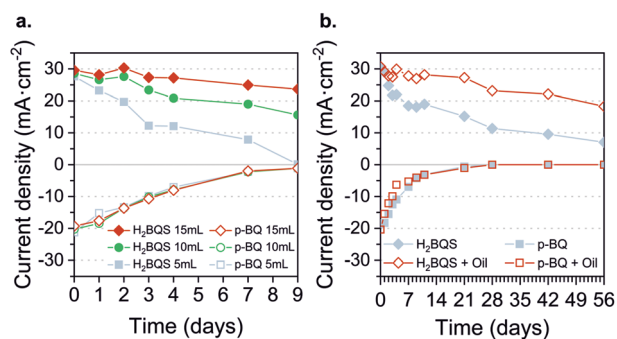 a.
Current density (mA·cm⁻²)
30
20
10
0
-10
-20
-30
H₂BQS 15mL
p-BQ 15mL
H₂BQS 10mL
p-BQ 10mL
H₂BQS 5mL
p-BQ 5mL
0 1 2 3 4 5 6 7 8 9
Time (days)
b.
Current density (mA·cm⁻²)
30
20
10
0
-10
-20
-30
H₂BQS
p-BQ
H₂BQS + Oil
p-BQ + Oil
0 7 14 21 28 35 42 49 56
Time (days)